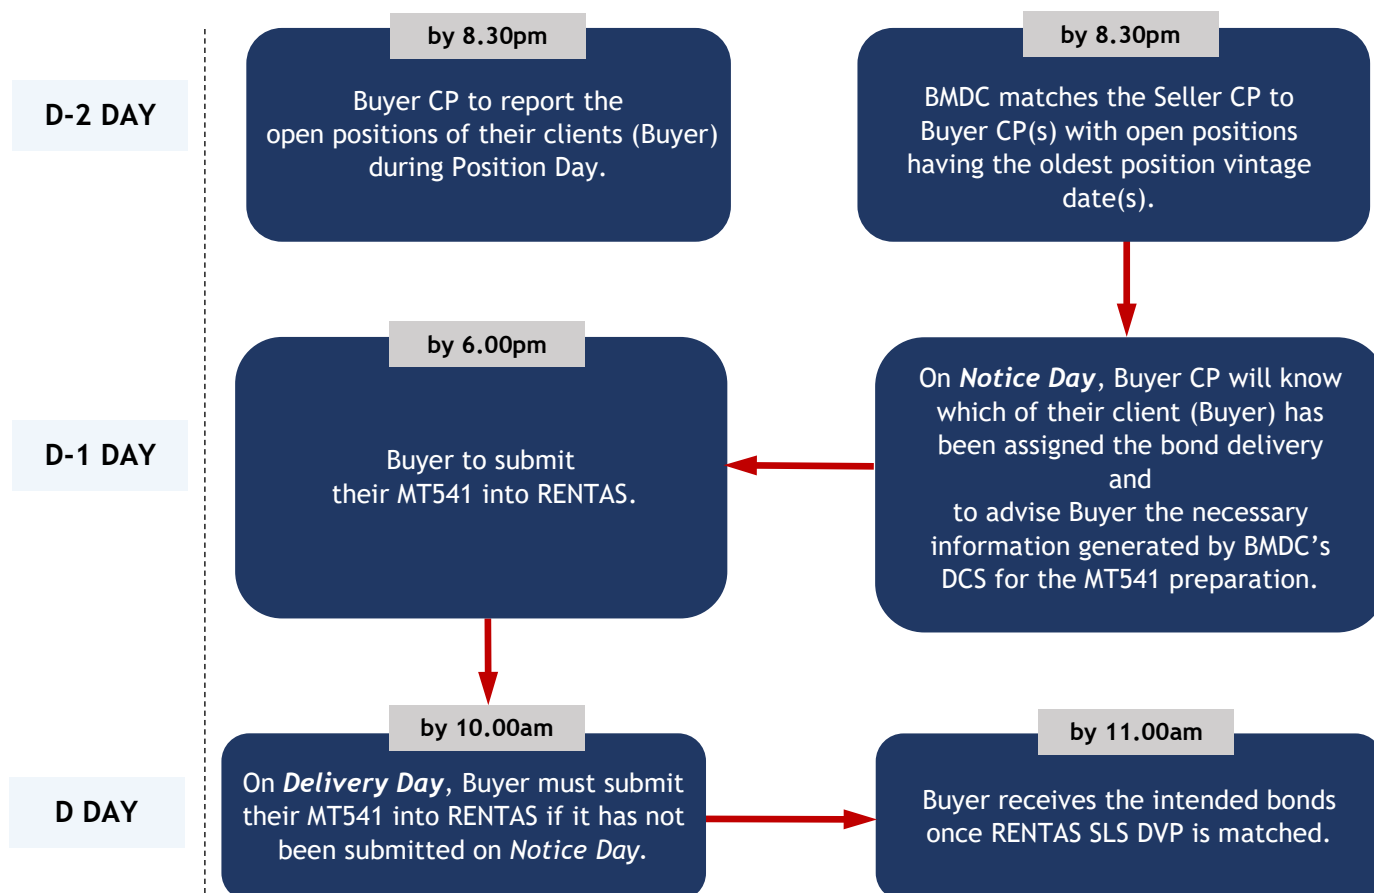 D-2 DAY
by 8.30pm
Buyer CP to report the
open positions of their clients (Buyer)
during Position Day.
by 8.30pm
BMDC matches the Seller CP to
Buyer CP(s) with open positions
having the oldest position vintage
date(s).
D-1 DAY
by 6.00pm
Buyer to submit
their MT541 into RENTAS.
On Notice Day, Buyer CP will know
which of their client (Buyer) has
been assigned the bond delivery
and
to advise Buyer the necessary
information generated by BMDC’s
DCS for the MT541 preparation.
D DAY
by 10.00am
On Delivery Day, Buyer must submit
their MT541 into RENTAS if it has not
been submitted on Notice Day.
by 11.00am
Buyer receives the intended bonds
once RENTAS SLS DVP is matched.